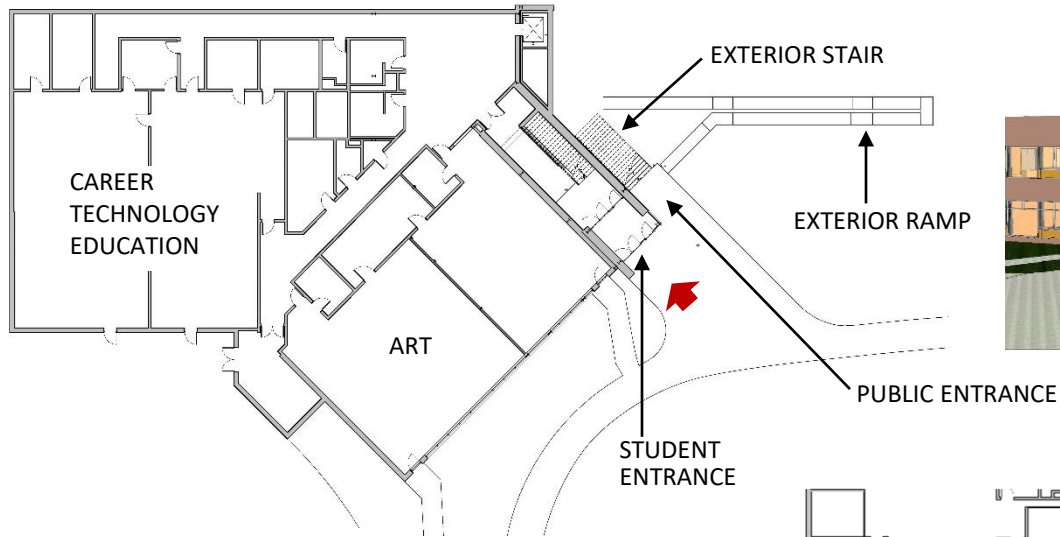 EXTERIOR STAIR
CAREER
TECHNOLOGY
EDUCATION
EXTERIOR RAMP
ART
PUBLIC ENTRANCE
STUDENT
ENTRANCE